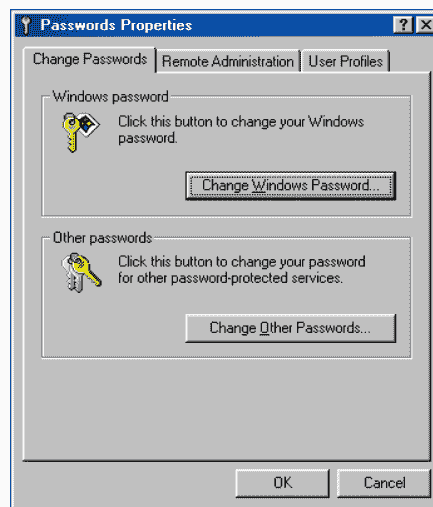 Passwords Properties
Change Passwords Remote Administration User Profiles
Windows password
Click this button to change your Windows
password.
Change Windows Password...
Other passwords
Click this button to change your password
for other password-protected services.
Change Other Passwords...
OK Cancel